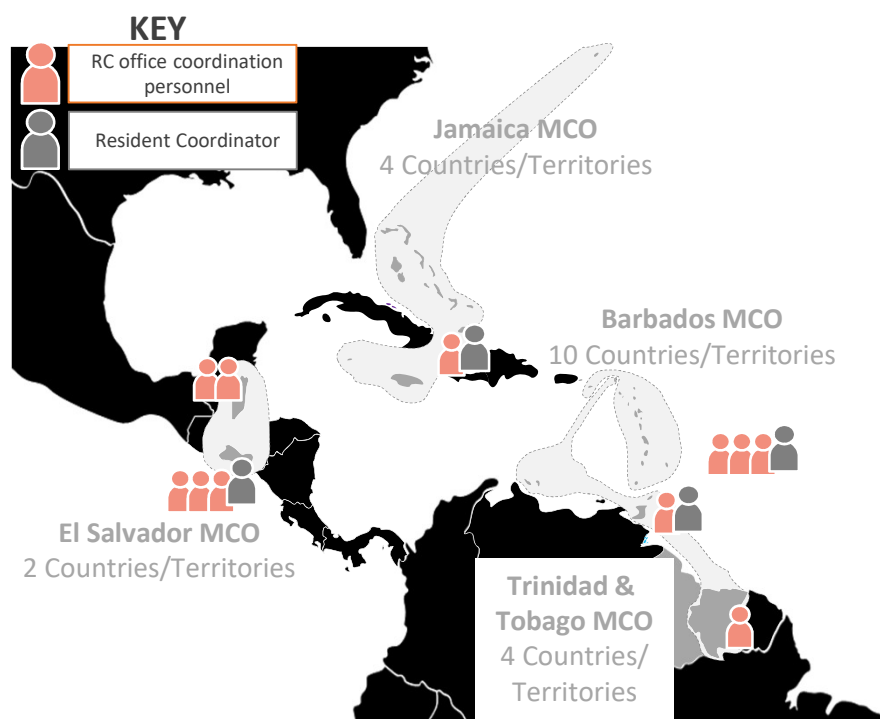 KEY
RC office coordination
personnel
Resident Coordinator
Jamaica MCO
4 Countries/Territories
Barbados MCO
10 Countries/Territories
El Salvador MCO
2 Countries/Territories
Trinidad &
Tobago MCO
4 Countries/
Territories